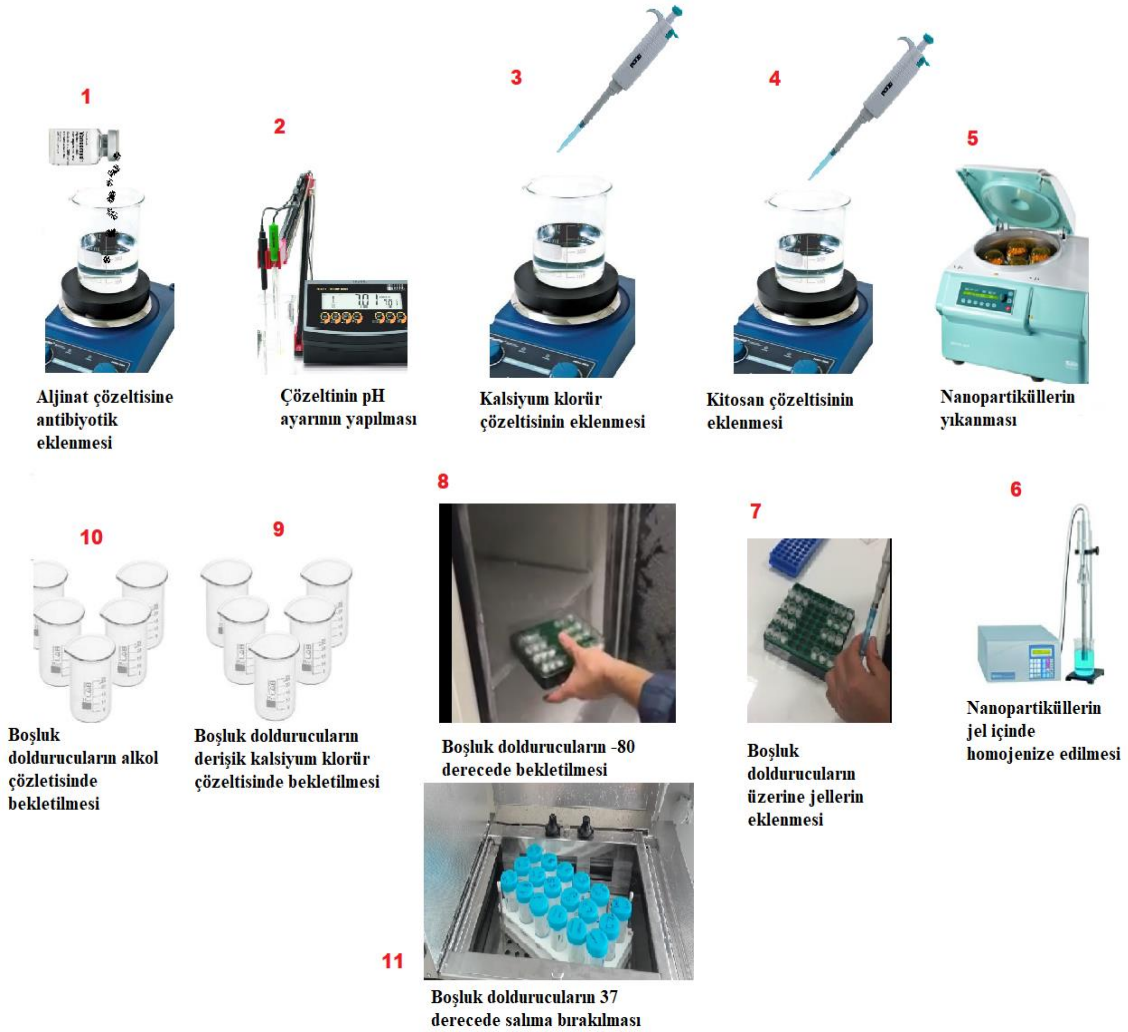 1
Aljinat çözeltisine
antibiyotik
eklenmesi
2
7.01
Çözeltinin pH
ayarının yapılması
3
Kalsiyum klorür
çözeltisinin eklenmesi
4
Kitosan çözeltisinin
eklenmesi
5
Nanopartiküllerin
yıkanması
6
Nanopartiküllerin
jel içinde
homojenize edilmesi
7
Boşluk
doldurucuların
üzerine jellerin
eklenmesi
8
Boşluk doldurucuların -80
derecede bekletilmesi
9
Boşluk doldurucuların
derişik kalsiyum klorür
çözeltisinde bekletilmesi
10
Boşluk
doldurucuların alkol
çözletisinde
bekletilmesi
11
Boşluk doldurucuların 37
derecede salıma bırakılması